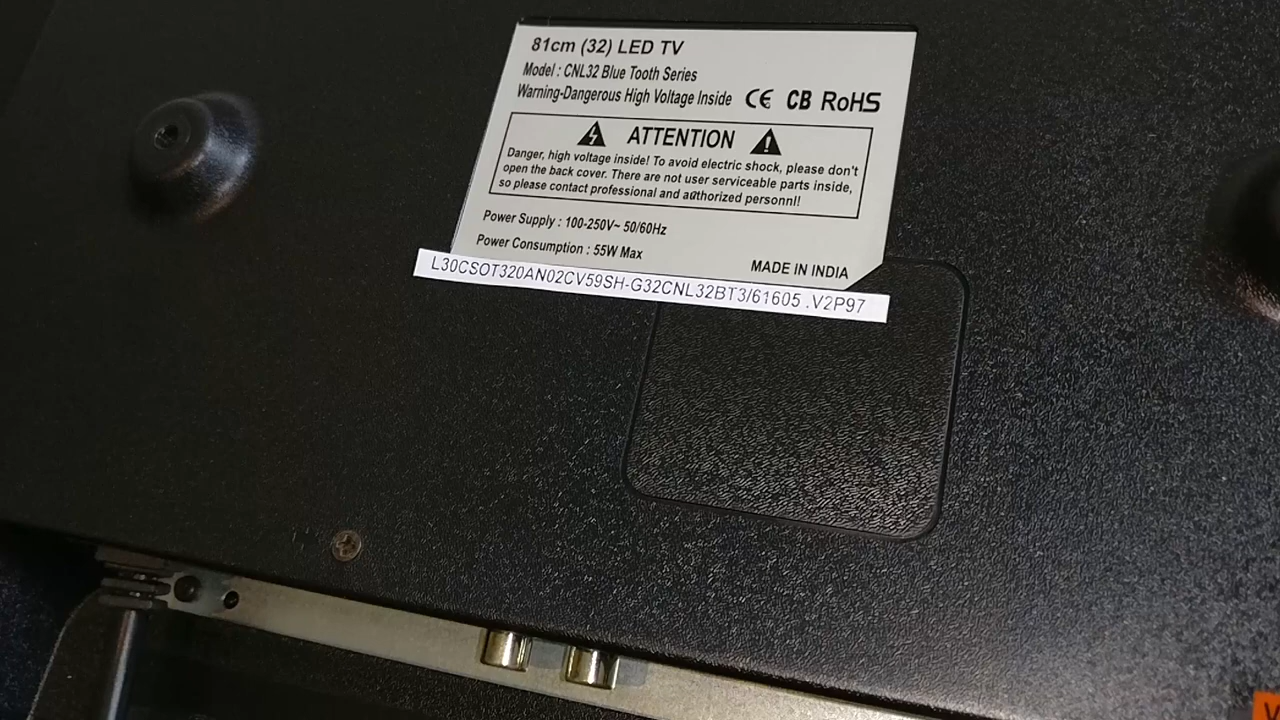 81cm (32) LED TV
Model : CNL32 Blue Tooth Series
Warning-Dangerous High Voltage Inside CE CB RoHS
ATTENTION
Danger, high voltage inside! To avoid electric shock, please don't
open the back cover. There are not user serviceable parts inside,
so please contact professional and authorized personnl!
Power Supply : 100-250V~ 50/60Hz
Power Consumption : 55W Max
MADE IN INDIA
L30CSOT320AN02CV59SH-G32CNL32BT3/61605 .V2P97